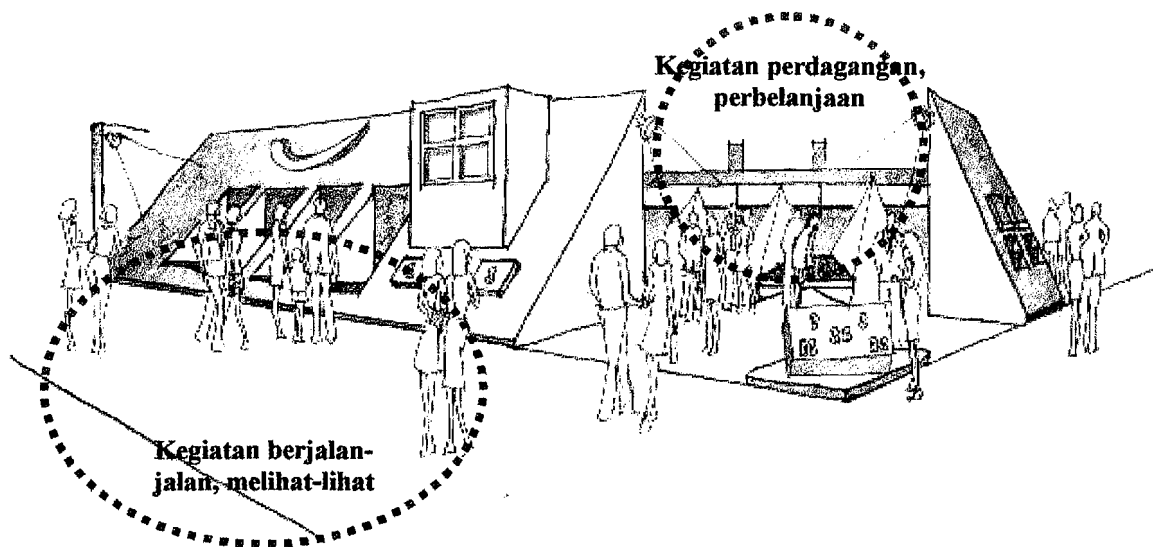 Kegiatan perdagangan,
perbelanjaan
Kegiatan berjalan-
jalan, melihat-lihat